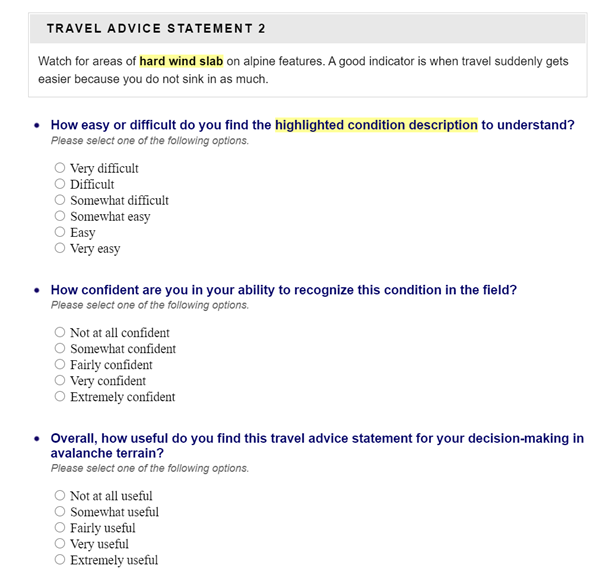 TRAVEL ADVICE STATEMENT 2
Watch for areas of hard wind slab on alpine features. A good indicator is when travel suddenly gets
easier because you do not sink in as much.
• How easy or difficult do you find the highlighted condition description to understand?
Please select one of the following options.
Very difficult
Difficult
Somewhat difficult
Somewhat easy
Easy
Very easy
• How confident are you in your ability to recognize this condition in the field?
Please select one of the following options.
Not at all confident
Somewhat confident
Fairly confident
Very confident
Extremely confident
• Overall, how useful do you find this travel advice statement for your decision-making in
avalanche terrain?
Please select one of the following options.
Not at all useful
Somewhat useful
Fairly useful
Very useful
Extremely useful